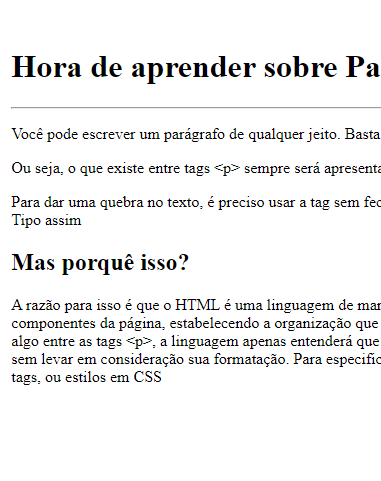 Hora de aprender sobre Pa
Você pode escrever um parágrafo de qualquer jeito. Basta
Ou seja, o que existe entre tags <p> sempre será apresenta
Para dar uma quebra no texto, é preciso usar a tag sem fec
Tipo assim
Mas porquê isso?
A razão para isso é que o HTML é uma linguagem de mar
componentes da página, estabelecendo a organização que
algo entre as tags <p>, a linguagem apenas entenderá que
sem levar em consideração sua formatação. Para especific
tags, ou estilos em CSS